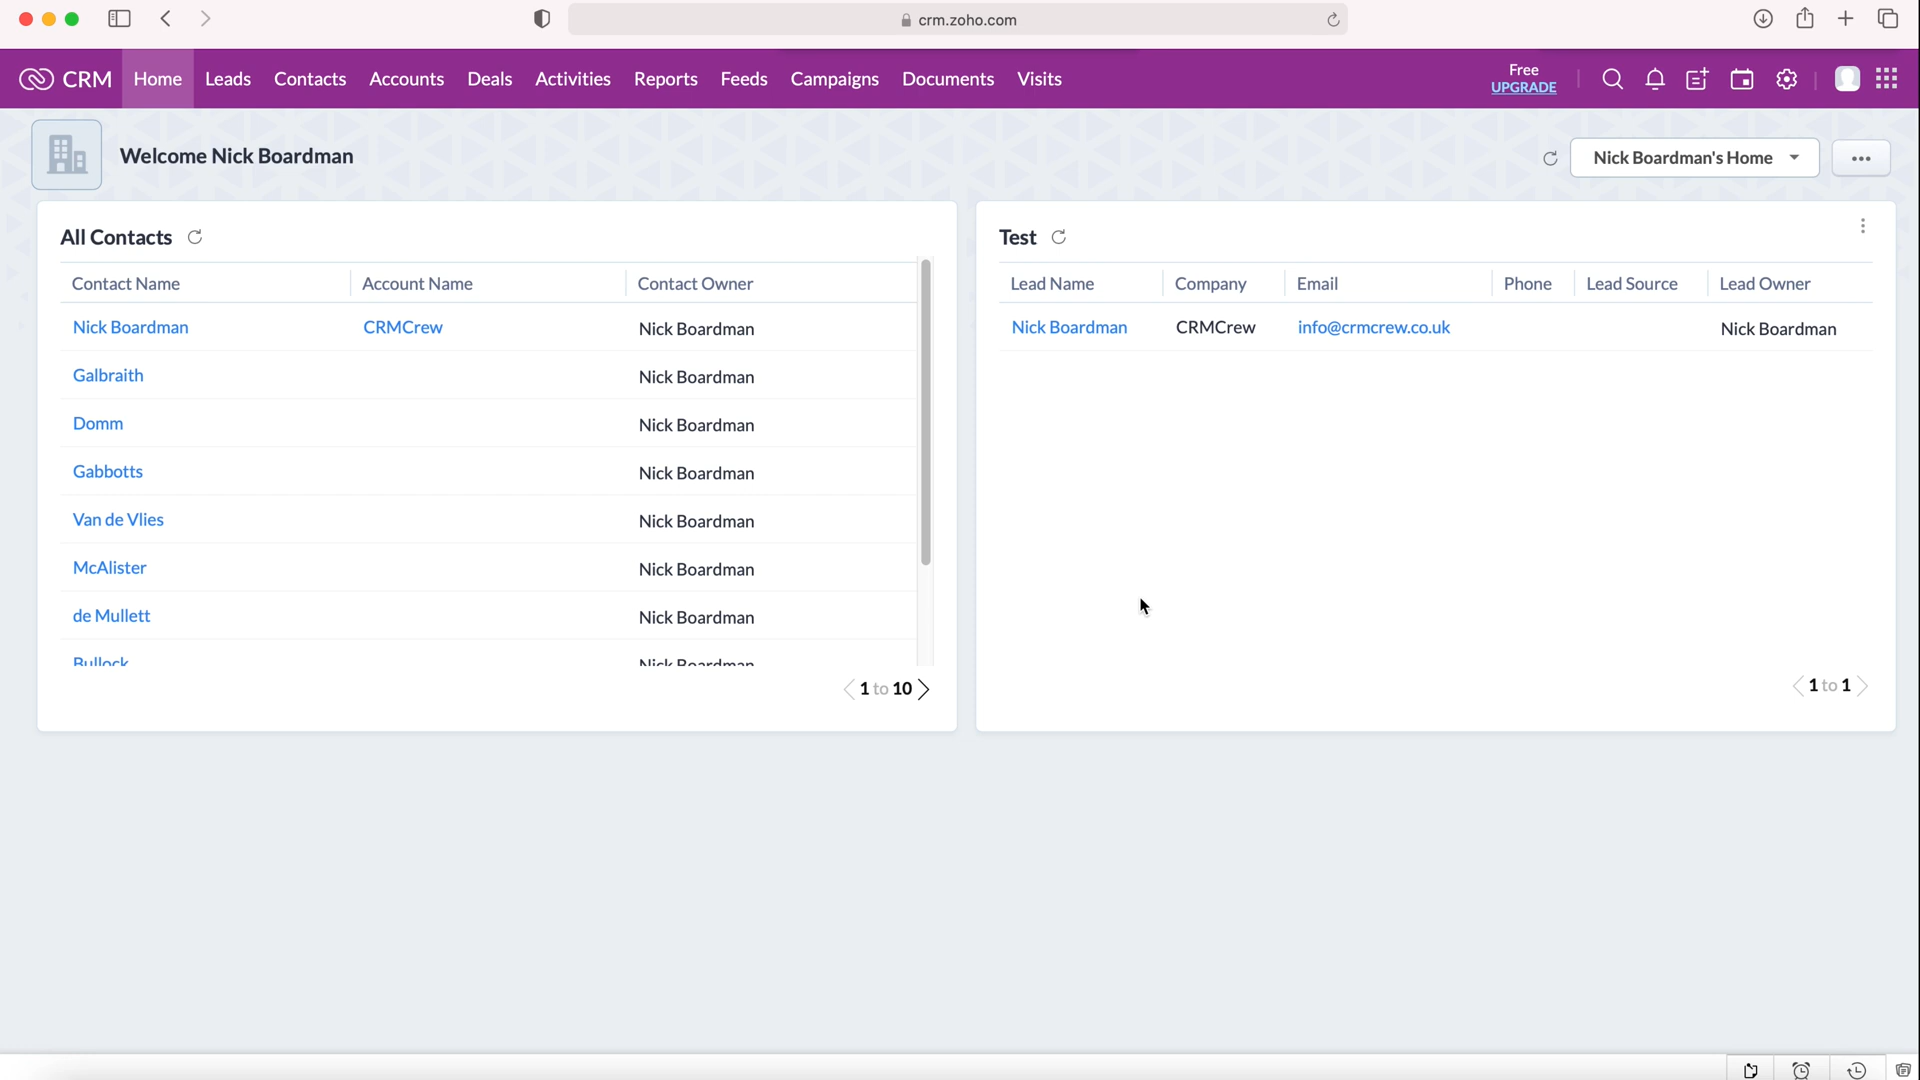 crm.zoho.com
CRM Home Leads Contacts Accounts Deals Activities Reports Feeds Campaigns Documents Visits Free UPGRADE
Welcome Nick Boardman
Nick Boardman's Home
All Contacts
Contact Name Account Name Contact Owner
Nick Boardman CRMCrew Nick Boardman
Galbraith Nick Boardman
Domm Nick Boardman
Gabbotts Nick Boardman
Van de Vlies Nick Boardman
McAlister Nick Boardman
de Mullett Nick Boardman
Bullock Nick Boardman
1 to 10
Test
Lead Name Company Email Phone Lead Source Lead Owner
Nick Boardman CRMCrew info@crmcrew.co.uk Nick Boardman
1 to 1